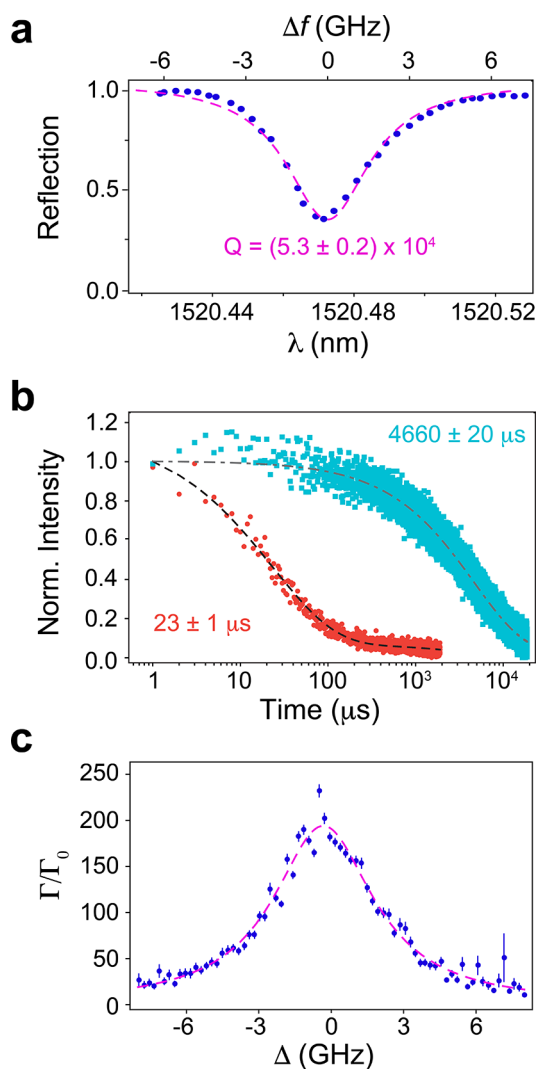 a
Δf (GHz)
-6 -3 0 3 6
1.0
0.5
0.0
Reflection
Q = (5.3 ± 0.2) x 10⁴
1520.44 1520.48 1520.52
λ (nm)
b
1.2
1.0
0.8
0.6
0.4
0.2
0.0
Norm. Intensity
4660 ± 20 μs
23 ± 1 μs
1 10 100 10³ 10⁴
Time (μs)
c
250
200
150
100
50
0
Γ/Γ₀
-6 -3 0 3 6
Δ (GHz)